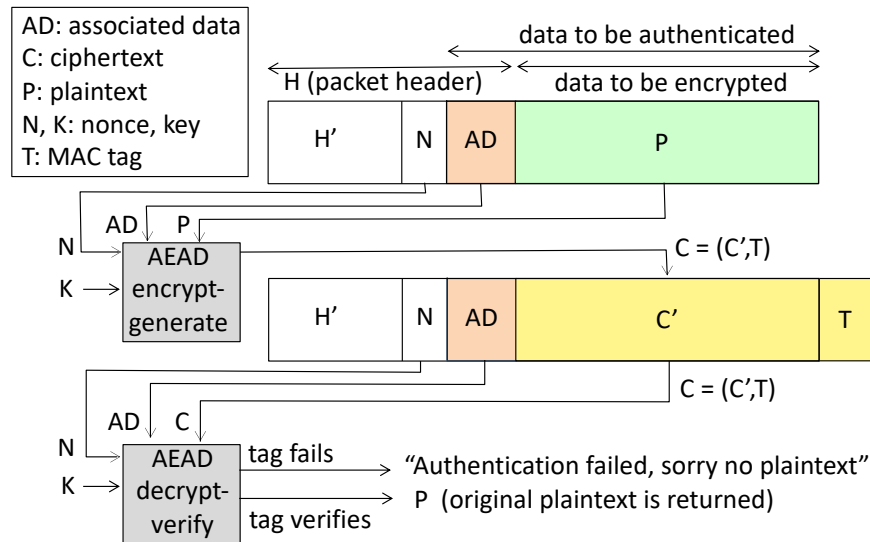 AD: associated data
C: ciphertext
P: plaintext
N, K: nonce, key
T: MAC tag
data to be authenticated
H (packet header)
data to be encrypted
H’
N
AD
P
AD
P
N
AEAD
encrypt-
generate
K
C = (C’,T)
H’
N
AD
C’
T
C = (C’,T)
AD
C
N
AEAD
decrypt-
verify
K
tag fails
“Authentication failed, sorry no plaintext”
tag verifies
P (original plaintext is returned)